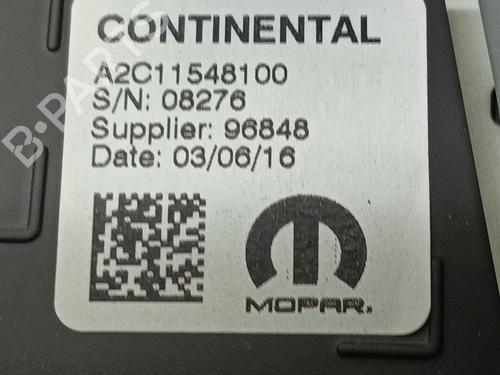 CONTINENTAL
A2C11548100
S/N: 08276
Supplier: 96848
Date: 03/06/16
MOPAR.
B-PARTS